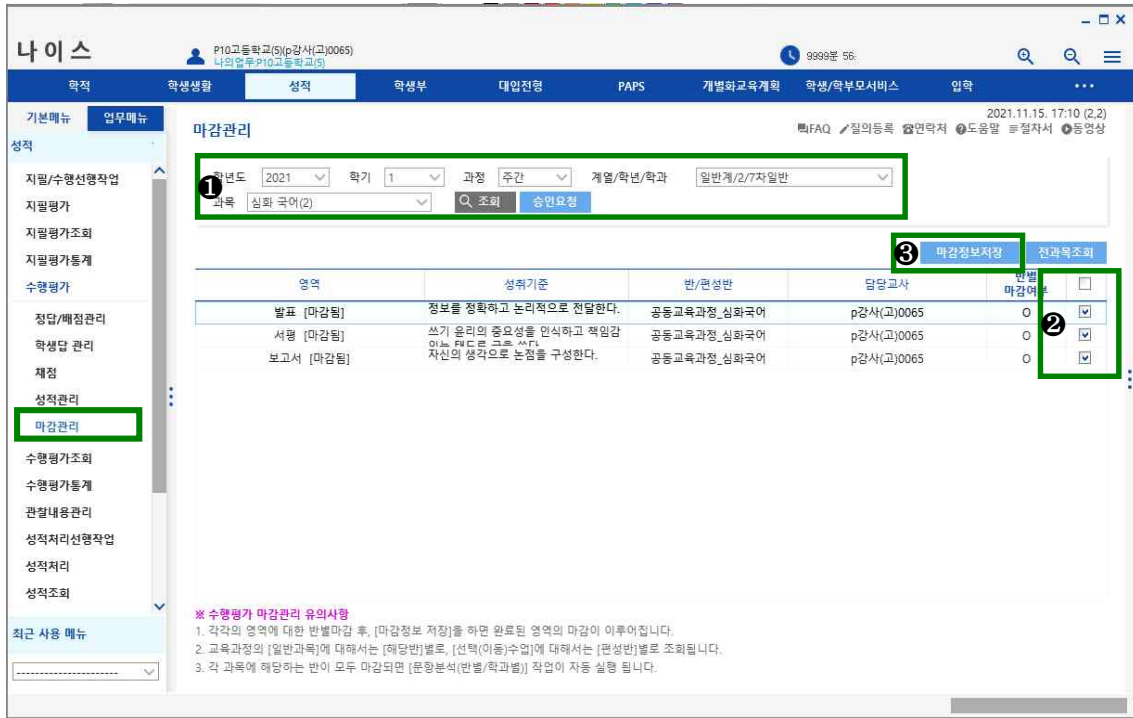 나이스
P10고등학교(5)(p강사(고)0065)
나의업무:P10고등학교(5)
9999분 56
학적 학생생활 성적 학생부 대입전형 PAPS 개별화교육계획 학생/학부모서비스 입학 ...
기본메뉴 업무메뉴
2021.11.15. 17:10 (2,2)
마감관리
FAQ 질의등록 연락처 도움말 절차서 동영상
성적
지필/수행선행작업
지필평가
지필평가조회
지필평가통계
수행평가
정답/배점관리
학생답 관리
채점
성적관리
마감관리
수행평가조회
수행평가통계
관찰내용관리
성적처리선행작업
성적처리
성적조회
최근 사용 메뉴
----------------------
❶
학년도 2021 학기 1 과정 주간 계열/학년/학과 일반계/2/7차일반
과목 심화 국어(2) 조회 승인요청
❸ 마감정보저장 전과목조회
영역 성취기준 반/편성반 담당교사 반별 마감여부
❷
발표 [마감됨] 정보를 정확하고 논리적으로 전달한다. 공동교육과정_심화국어 p강사(고)0065 O
서평 [마감됨] 쓰기 윤리의 중요성을 인식하고 책임감 공동교육과정_심화국어 p강사(고)0065 O
있는 태도로 글을 쓴다
보고서 [마감됨] 자신의 생각으로 논점을 구성한다. 공동교육과정_심화국어 p강사(고)0065 O
※ 수행평가 마감관리 유의사항
1. 각각의 영역에 대한 반별마감 후, [마감정보 저장]을 하면 완료된 영역의 마감이 이루어집니다.
2. 교육과정의 [일반과목]에 대해서는 [해당반]별로, [선택(이동)수업]에 대해서는 [편성반]별로 조회됩니다.
3. 각 과목에 해당하는 반이 모두 마감되면 [문항분석(반별/학과별)] 작업이 자동 실행 됩니다.